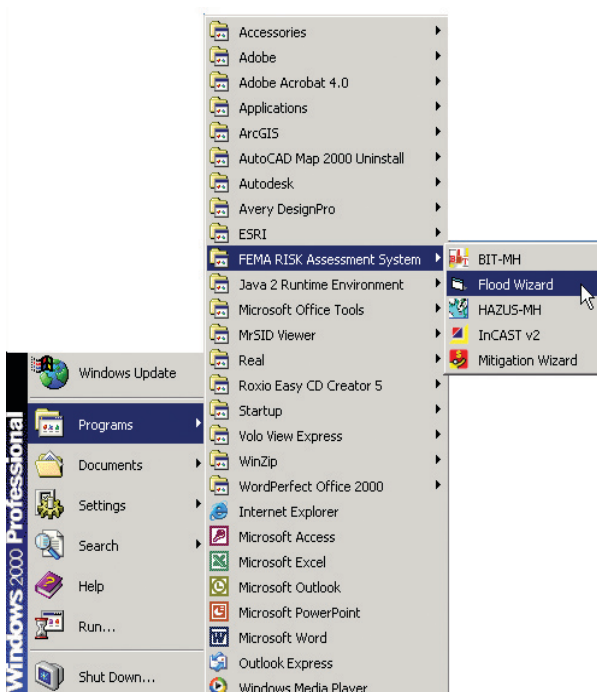 Accessories
Adobe
Adobe Acrobat 4.0
Applications
ArcGIS
AutoCAD Map 2000 Uninstall
Autodesk
Avery DesignPro
ESRI
FEMA RISK Assessment System
Java 2 Runtime Environment
Microsoft Office Tools
MrSID Viewer
Real
Roxio Easy CD Creator 5
Startup
Volo View Express
WinZip
WordPerfect Office 2000
Internet Explorer
Microsoft Access
Microsoft Excel
Microsoft Outlook
Microsoft PowerPoint
Microsoft Word
Outlook Express
Windows Media Player
BIT-MH
Flood Wizard
HAZUS-MH
InCAST v2
Mitigation Wizard
Windows Update
Programs
Documents
Settings
Search
Help
Run...
Shut Down...
Windows 2000 Professional